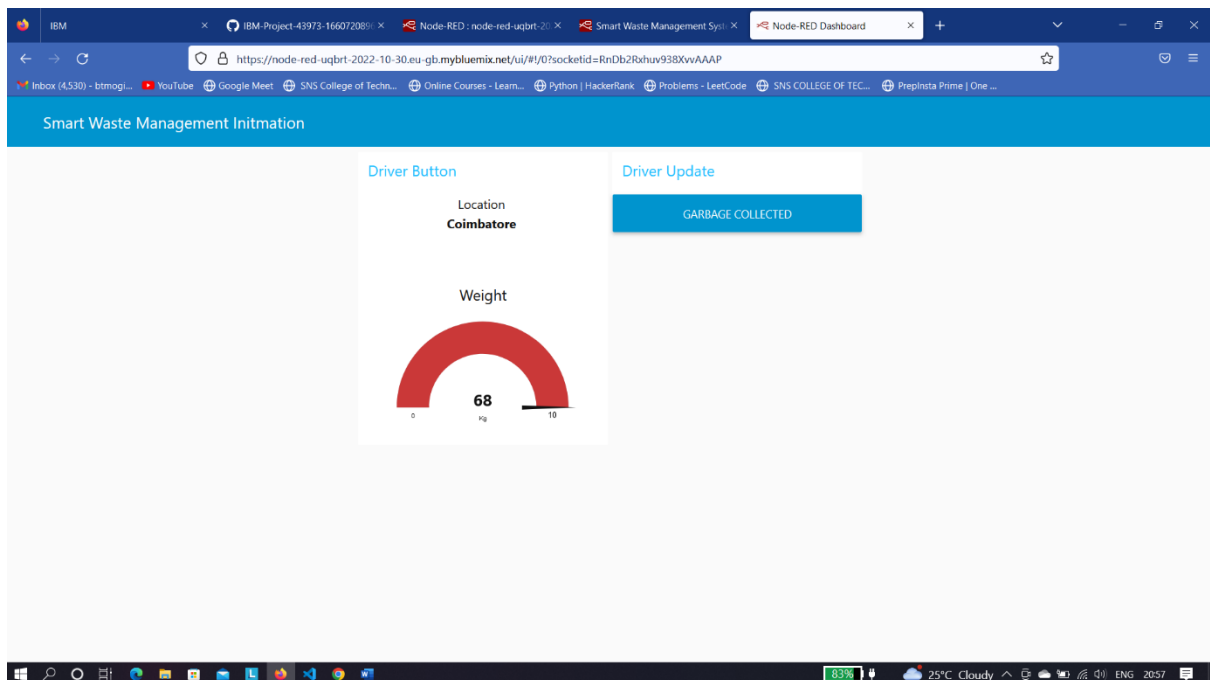 IBM
IBM-Project-43973-166072089
Node-RED : node-red-uqbrt-20
Smart Waste Management Syst
Node-RED Dashboard
https://node-red-uqbrt-2022-10-30.eu-gb.mybluemix.net/ui/#!/0?socketid=RnDb2Rxhuv938XvvAAAP
Inbox (4,530) - btmogi... YouTube Google Meet SNS College of Techn... Online Courses - Learn... Python | HackerRank Problems - LeetCode SNS COLLEGE OF TEC... PrepInsta Prime | One ...
Smart Waste Management Initmation
Driver Button
Location
Coimbatore
Weight
68
Kg
0
10
Driver Update
GARBAGE COLLECTED
83%
25°C Cloudy
ENG
20:57